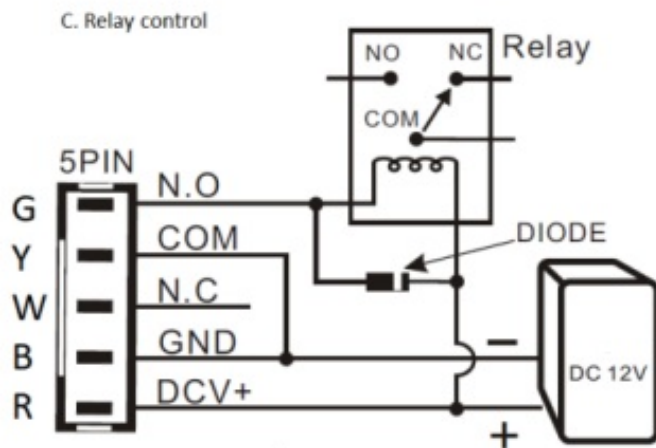 C. Relay control
NO NC Relay
COM
5PIN
G N.O
Y COM
DIODE
W N.C
B GND −
DC 12V
R DCV+ +